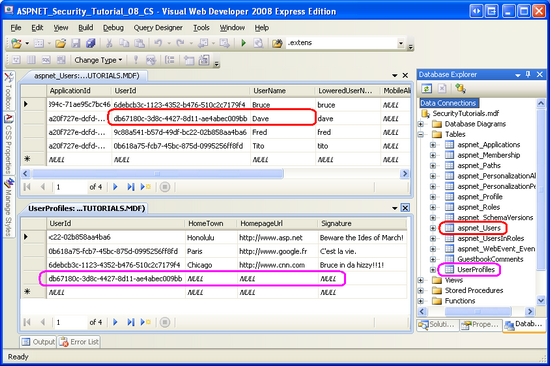 ASPNET_Security_Tutorial_08_CS - Visual Web Developer 2008 Express Edition
File Edit View Debug Query Designer Tools Window Help
.extens
Change Type
aspnet_Users:...UTORIALS.MDF)
ApplicationId UserId UserName LoweredUserN... MobileAli
394c-71ae95c7bc46 6debcb3c-1123-4352-b476-510c2c7179f4 Bruce bruce NULL
a20f727e-dcfd- db67180c-3d8c-4427-8d11-ae4abec009bb Dave dave NULL
a20f727e-dcfd- 9c88a541-b57d-49df-bc22-02b858aa4ba6 Fred fred NULL
a20f727e-dcfd- 0b618a75-fcb7-45bc-875d-0995256ff8fd Tito tito NULL
NULL NULL NULL NULL NULL
1 of 4
UserProfiles: ...TUTORIALS.MDF)
UserId HomeTown HomepageUrl Signature
c22-02b858aa4ba6 Honolulu http://www.asp.net Beware the Ides of March!
0b618a75-fcb7-45bc-875d-0995256ff8fd Paris http://www.google.fr C'est la vie.
6debcb3c-1123-4352-b476-510c2c7179f4 Chicago http://www.cnn.com Bruce in da hizzy!!1!
db67180c-3d8c-4427-8d11-ae4abec009bb NULL NULL NULL
NULL NULL NULL NULL
1 of 4
Toolbox
CSS Properties
Manage Styles
Database Explorer
Data Connections
SecurityTutorials.mdf
Database Diagrams
Tables
aspnet_Applications
aspnet_Membership
aspnet_Paths
aspnet_PersonalizationAl
aspnet_PersonalizationPe
aspnet_Profile
aspnet_Roles
aspnet_SchemaVersions
aspnet_Users
aspnet_UsersInRoles
aspnet_WebEvent_Even
GuestbookComments
UserProfiles
Views
Stored Procedures
Functions
Soluti... Prope... Datab...
Output Error List
Ready